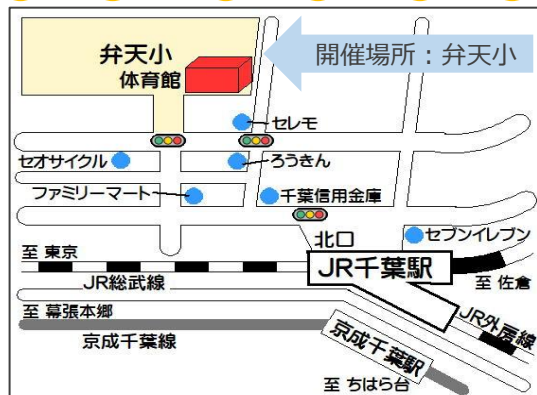 弁天小
体育館
開催場所：弁天小
セレモ
セオサイクル
ろうきん
ファミリーマート
千葉信用金庫
北口
セブンイレブン
至 東京
JR千葉駅
JR総武線
至 佐倉
至 幕張本郷
JR外房線
京成千葉線
京成千葉駅
至 ちはら台